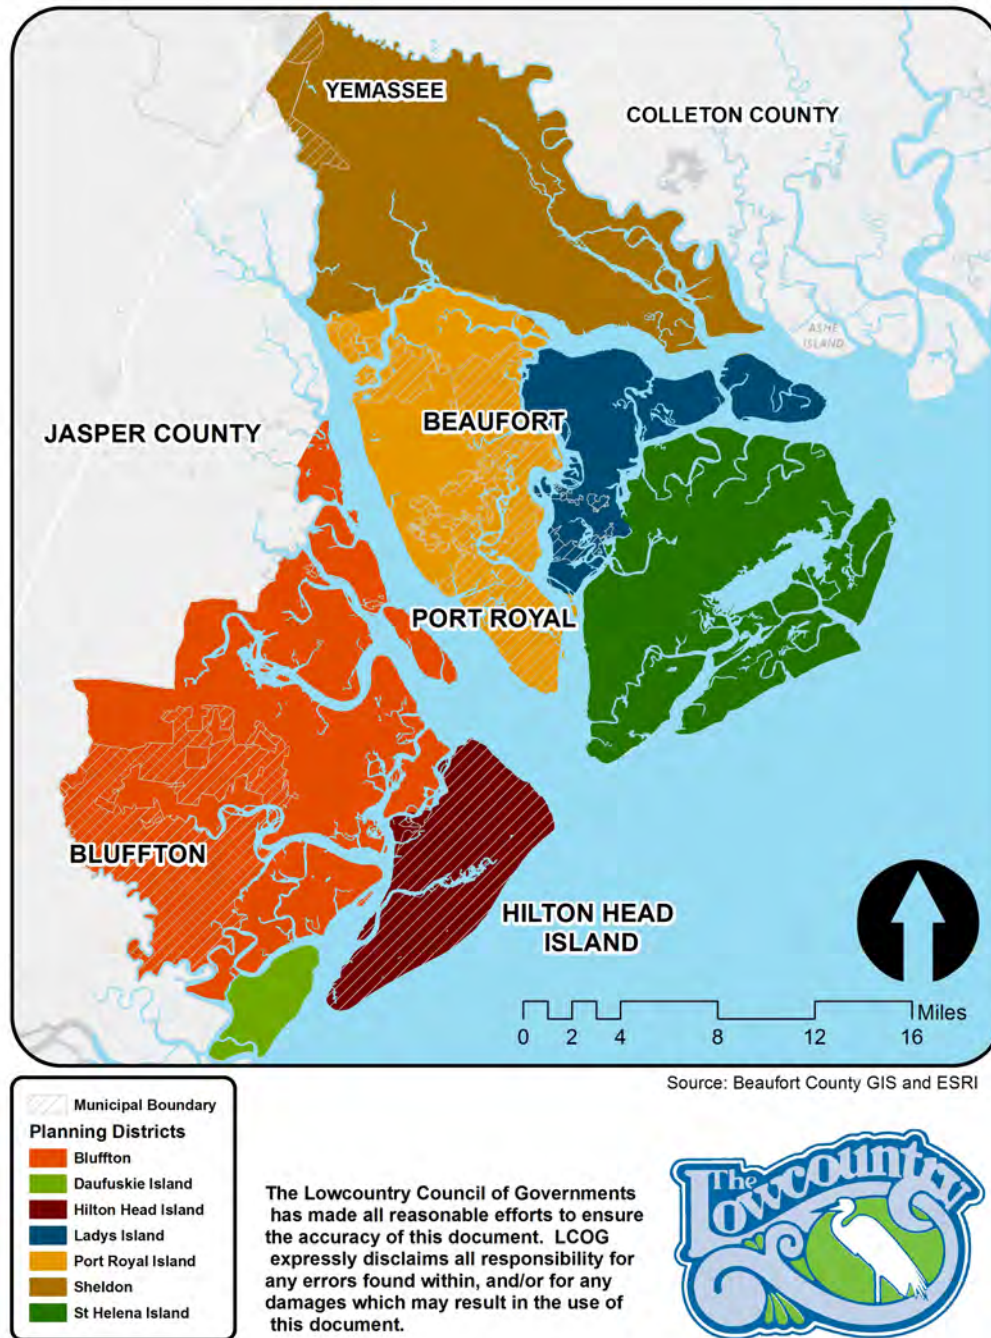 YEMASSEE
COLLETON COUNTY
ASHE
ISLAND
JASPER COUNTY
BEAUFORT
PORT ROYAL
BLUFFTON
HILTON HEAD
ISLAND
Miles
0 2 4 8 12 16
Source: Beaufort County GIS and ESRI
Municipal Boundary
Planning Districts
Bluffton
Daufuskie Island
Hilton Head Island
Ladys Island
Port Royal Island
Sheldon
St Helena Island
The Lowcountry Council of Governments
has made all reasonable efforts to ensure
the accuracy of this document. LCOG
expressly disclaims all responsibility for
any errors found within, and/or for any
damages which may result in the use of
this document.
The
Lowcountry